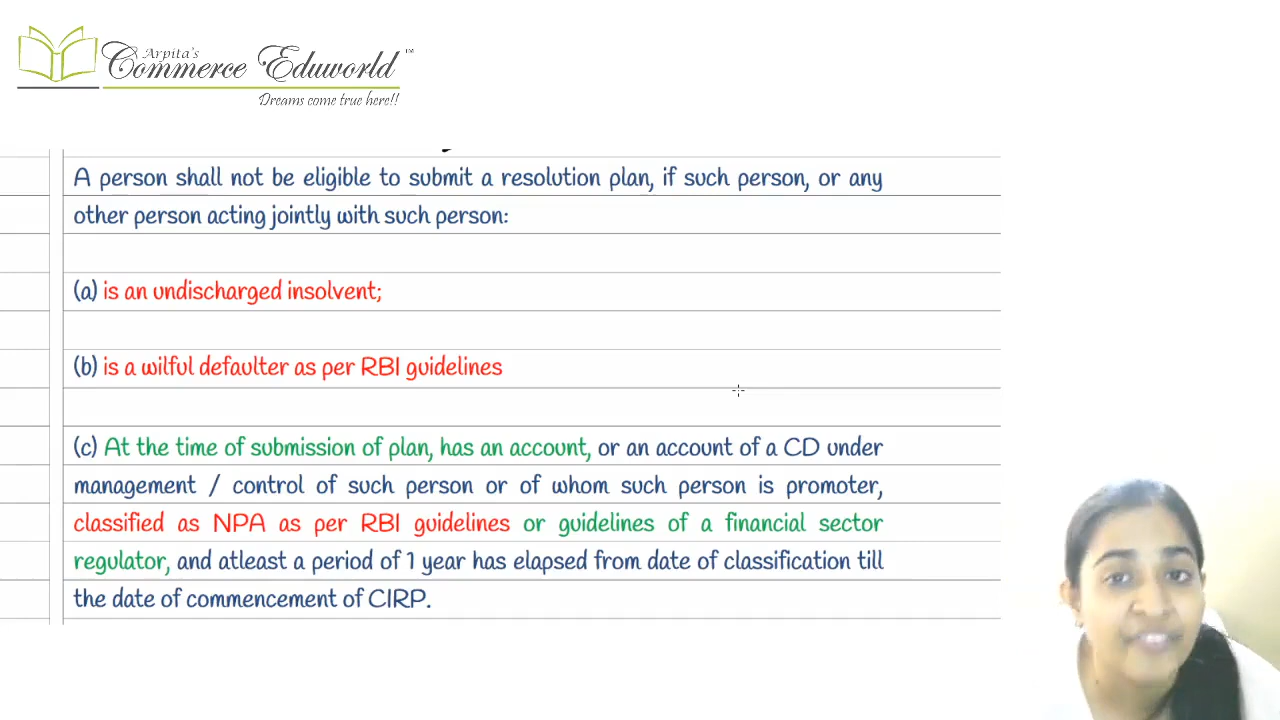 Arpita's
Commerce Eduworld™
Dreams come true here!!
A person shall not be eligible to submit a resolution plan, if such person, or any
other person acting jointly with such person:
(a) is an undischarged insolvent;
(b) is a wilful defaulter as per RBI guidelines
(c) At the time of submission of plan, has an account, or an account of a CD under
management / control of such person or of whom such person is promoter,
classified as NPA as per RBI guidelines or guidelines of a financial sector
regulator, and atleast a period of 1 year has elapsed from date of classification till
the date of commencement of CIRP.